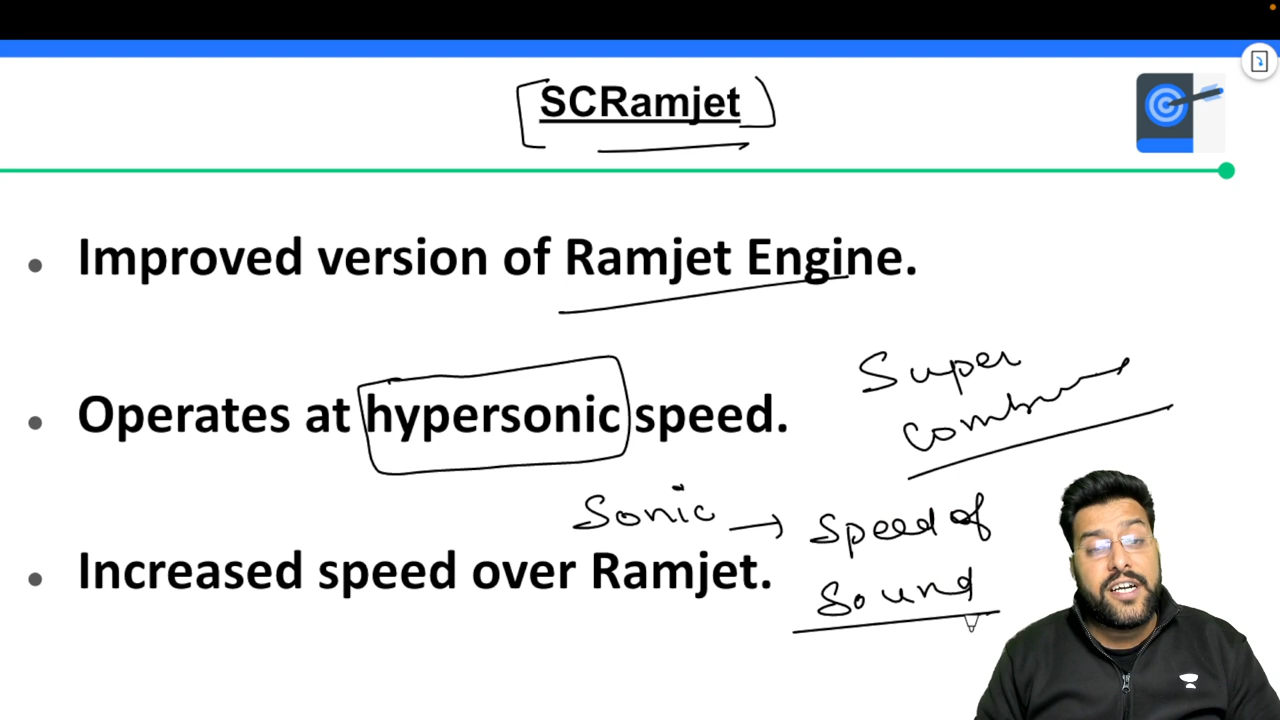 SCRamjet
• Improved version of Ramjet Engine.
Super
• Operates at hypersonic speed.
Sonic → Speed of
• Increased speed over Ramjet.
Sound